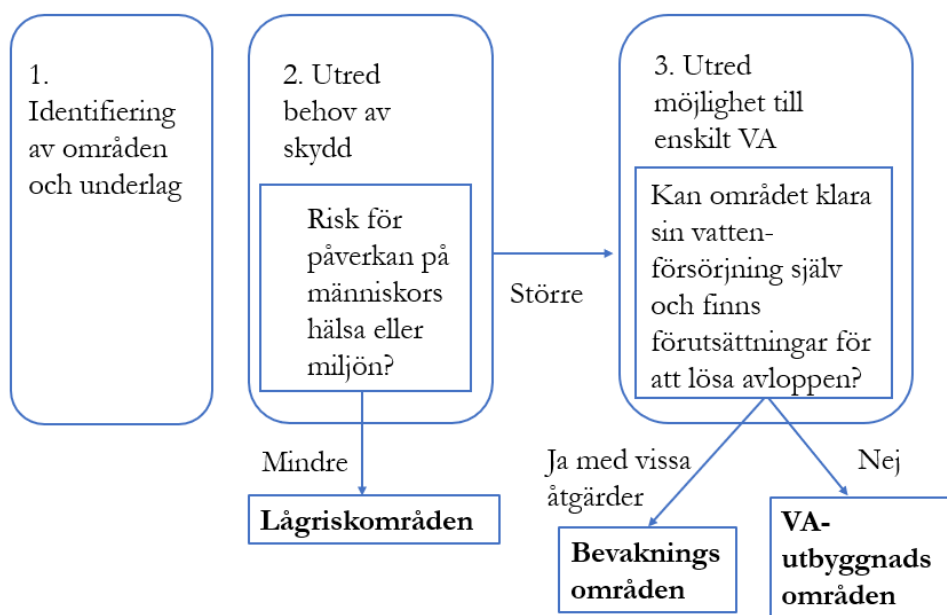 1.
Identifiering
av områden
och underlag
2. Utred
behov av
skydd
Risk för
påverkan på
människors
hälsa eller
miljön?
Större
3. Utred
möjlighet till
enskilt VA
Kan området klara
sin vatten-
försörjning själv
och finns
förutsättningar för
att lösa avloppen?
Mindre
Lågriskområden
Ja med vissa
åtgärder
Nej
Bevaknings
områden
VA-
utbyggnads
områden